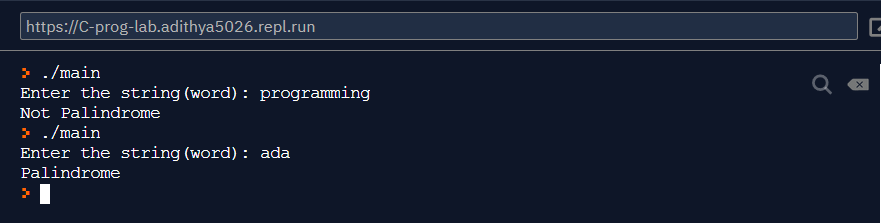 https://C-prog-lab.adithya5026.repl.run
> ./main
Enter the string(word): programming
Not Palindrome
> ./main
Enter the string(word): ada
Palindrome
>